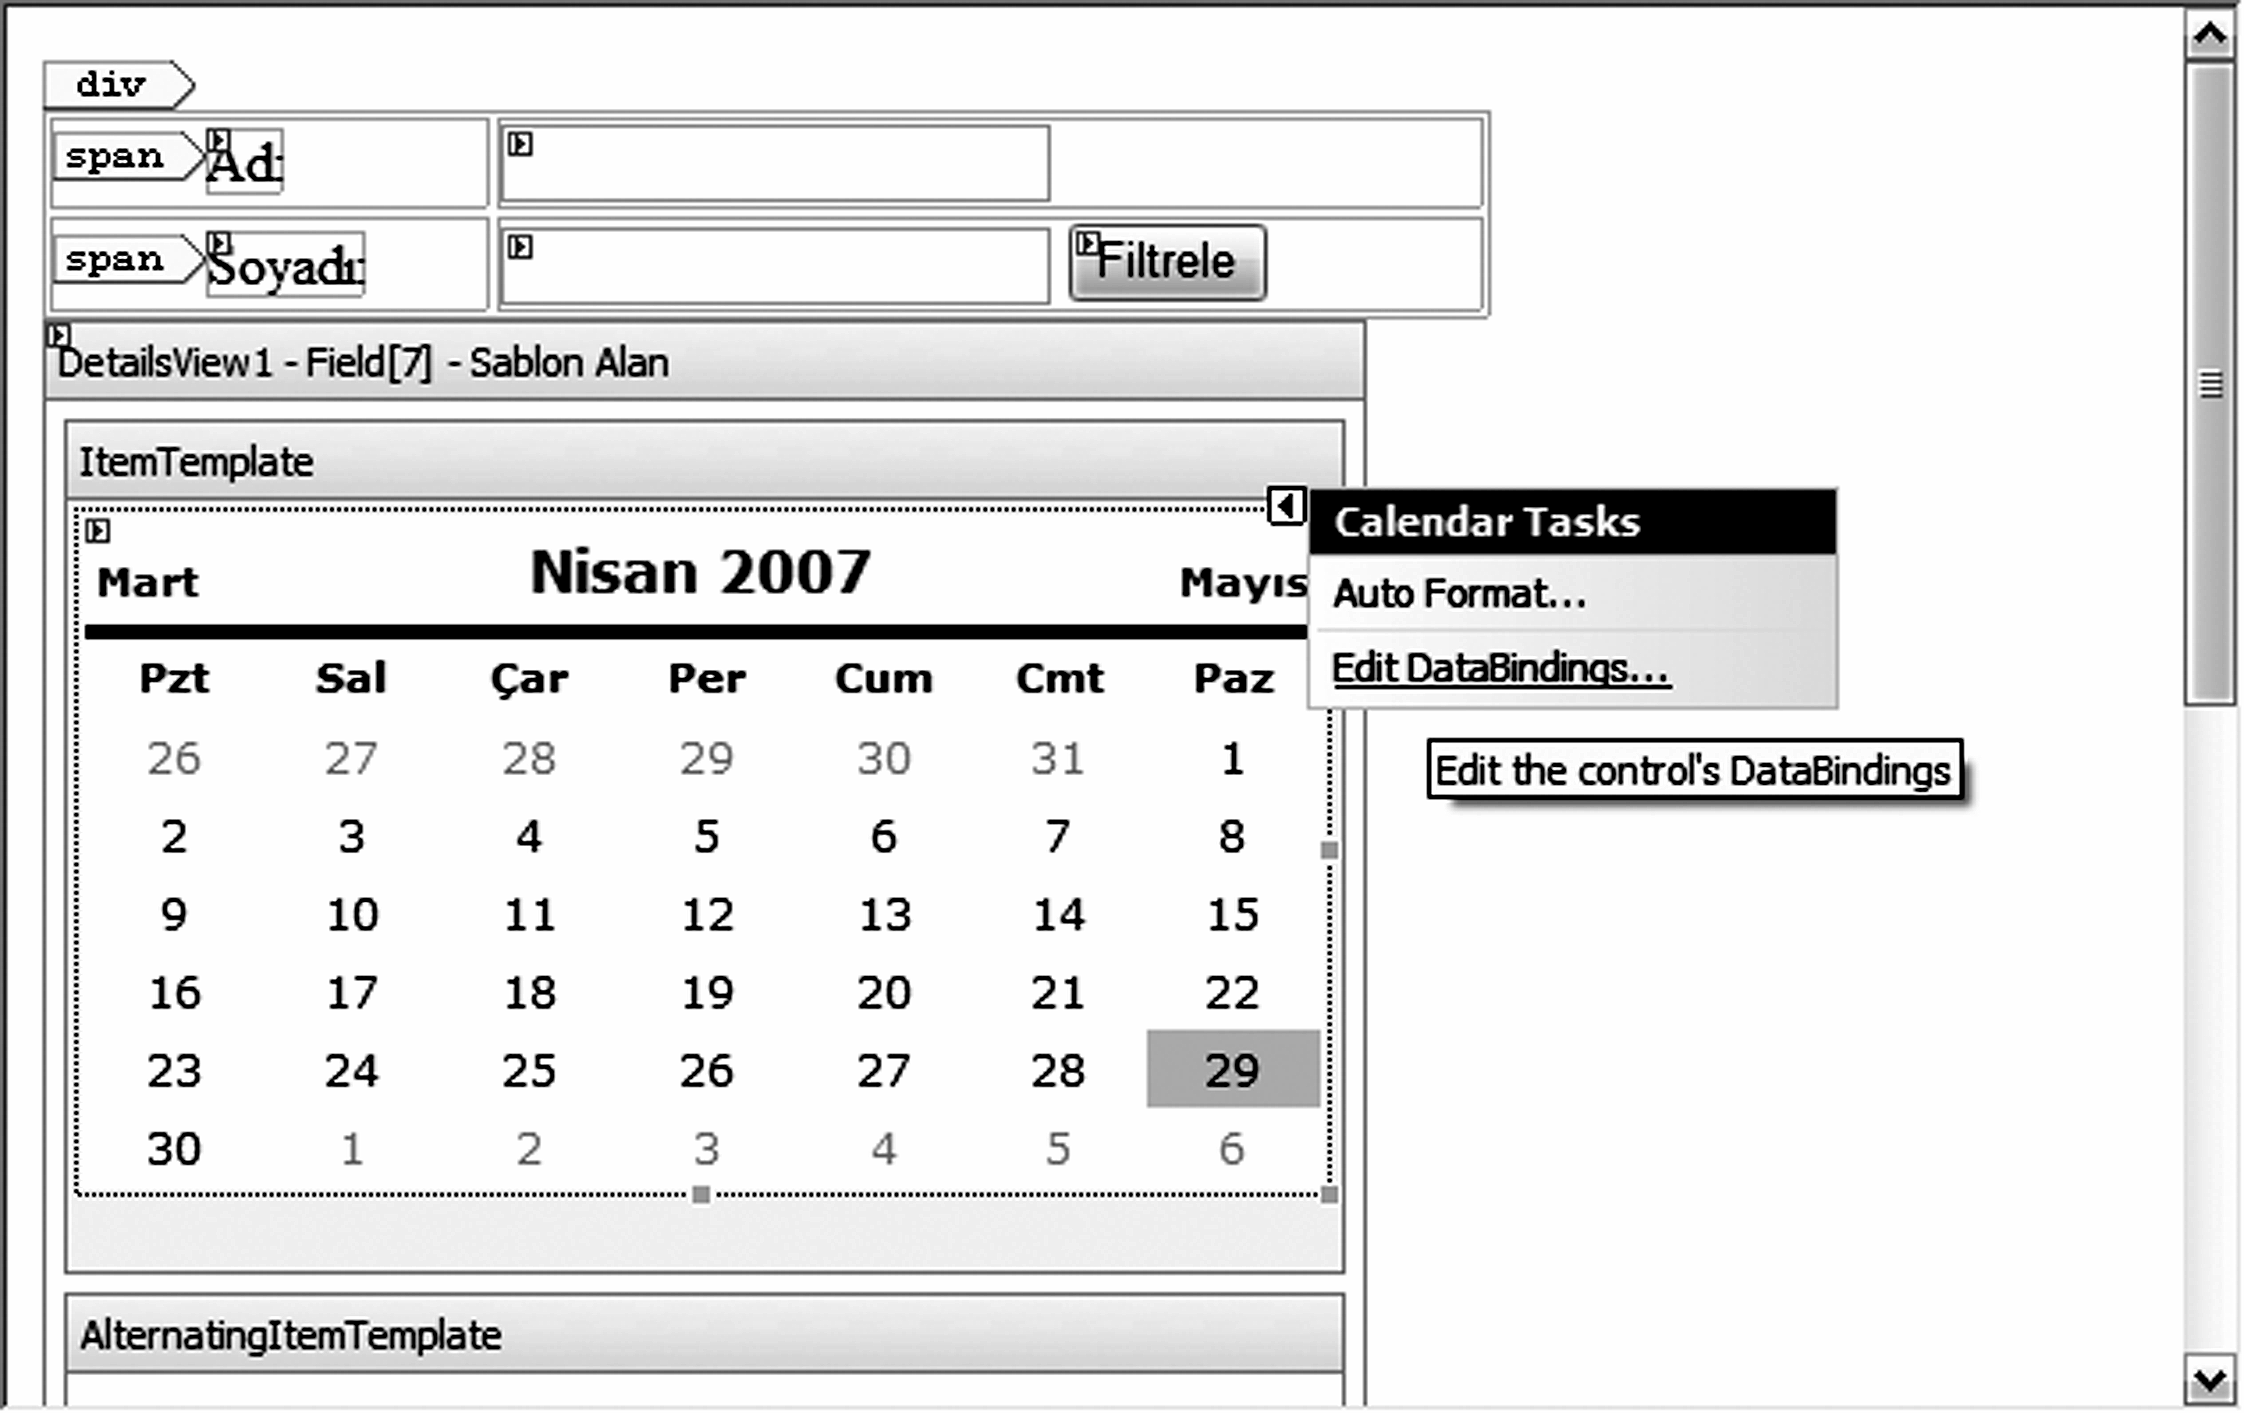 div
span Adı
span Soyadı
Filtrele
DetailsView1 - Field[7] - Sablon Alan
ItemTemplate
Calendar Tasks
Mart Nisan 2007 Mayıs
Auto Format...
Edit DataBindings...
Pzt Sal Çar Per Cum Cmt Paz
26 27 28 29 30 31 1
Edit the control's DataBindings
2 3 4 5 6 7 8
9 10 11 12 13 14 15
16 17 18 19 20 21 22
23 24 25 26 27 28 29
30 1 2 3 4 5 6
AlternatingItemTemplate